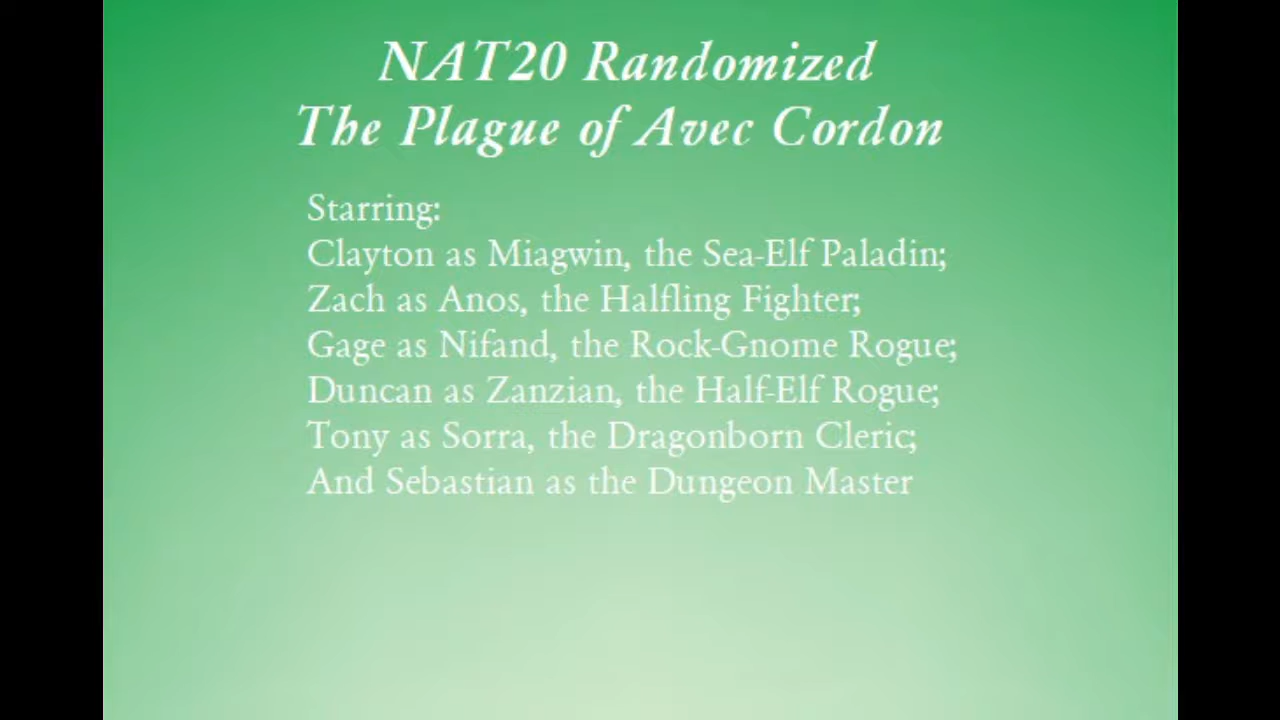 NAT20 Randomized
The Plague of Avec Cordon
Starring:
Clayton as Miagwin, the Sea-Elf Paladin;
Zach as Anos, the Halfling Fighter;
Gage as Nifand, the Rock-Gnome Rogue;
Duncan as Zanzian, the Half-Elf Rogue;
Tony as Sorra, the Dragonborn Cleric;
And Sebastian as the Dungeon Master